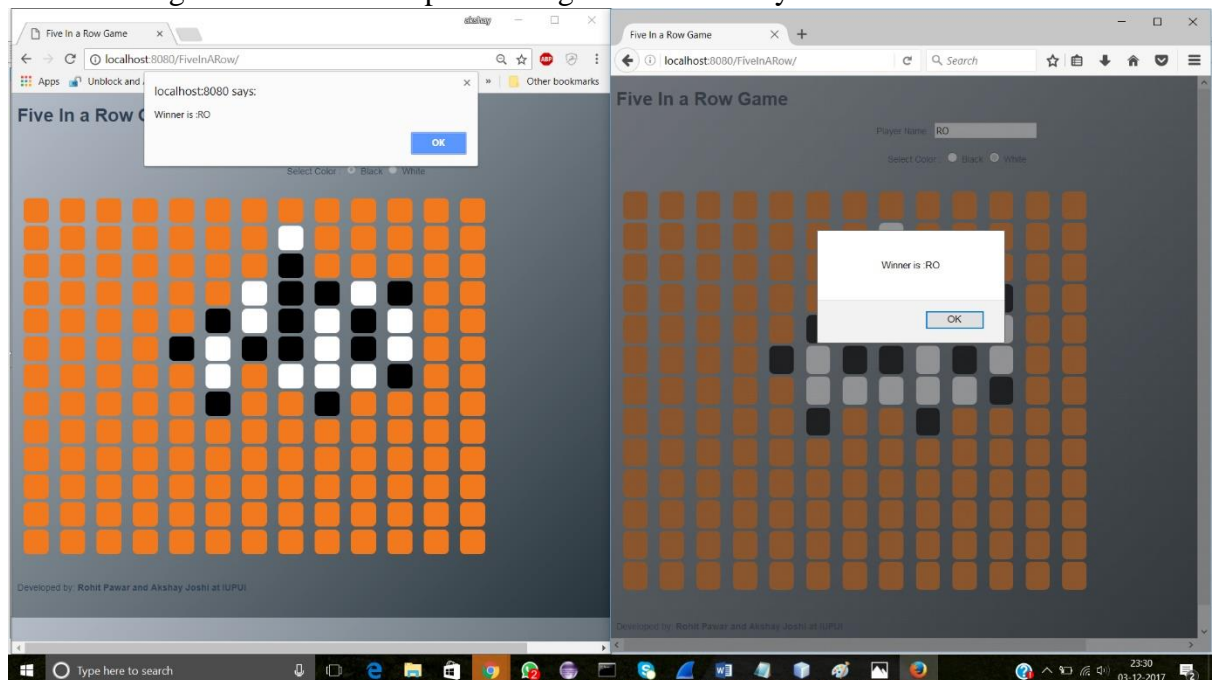 akshay
Five In a Row Game
localhost:8080/FiveInARow/
Apps
Unblock and
»
Other bookmarks
localhost:8080 says:
Winner is :RO
OK
Five In a Row
Select Color : Black White
Developed by: Rohit Pawar and Akshay Joshi at IUPUI
Five In a Row Game
localhost:8080/FiveInARow/
Search
Five In a Row Game
Player Name : RO
Select Color : Black White
Winner is :RO
OK
Developed by: Rohit Pawar and Akshay Joshi at IUPUI
Type here to search
23:30
03-12-2017